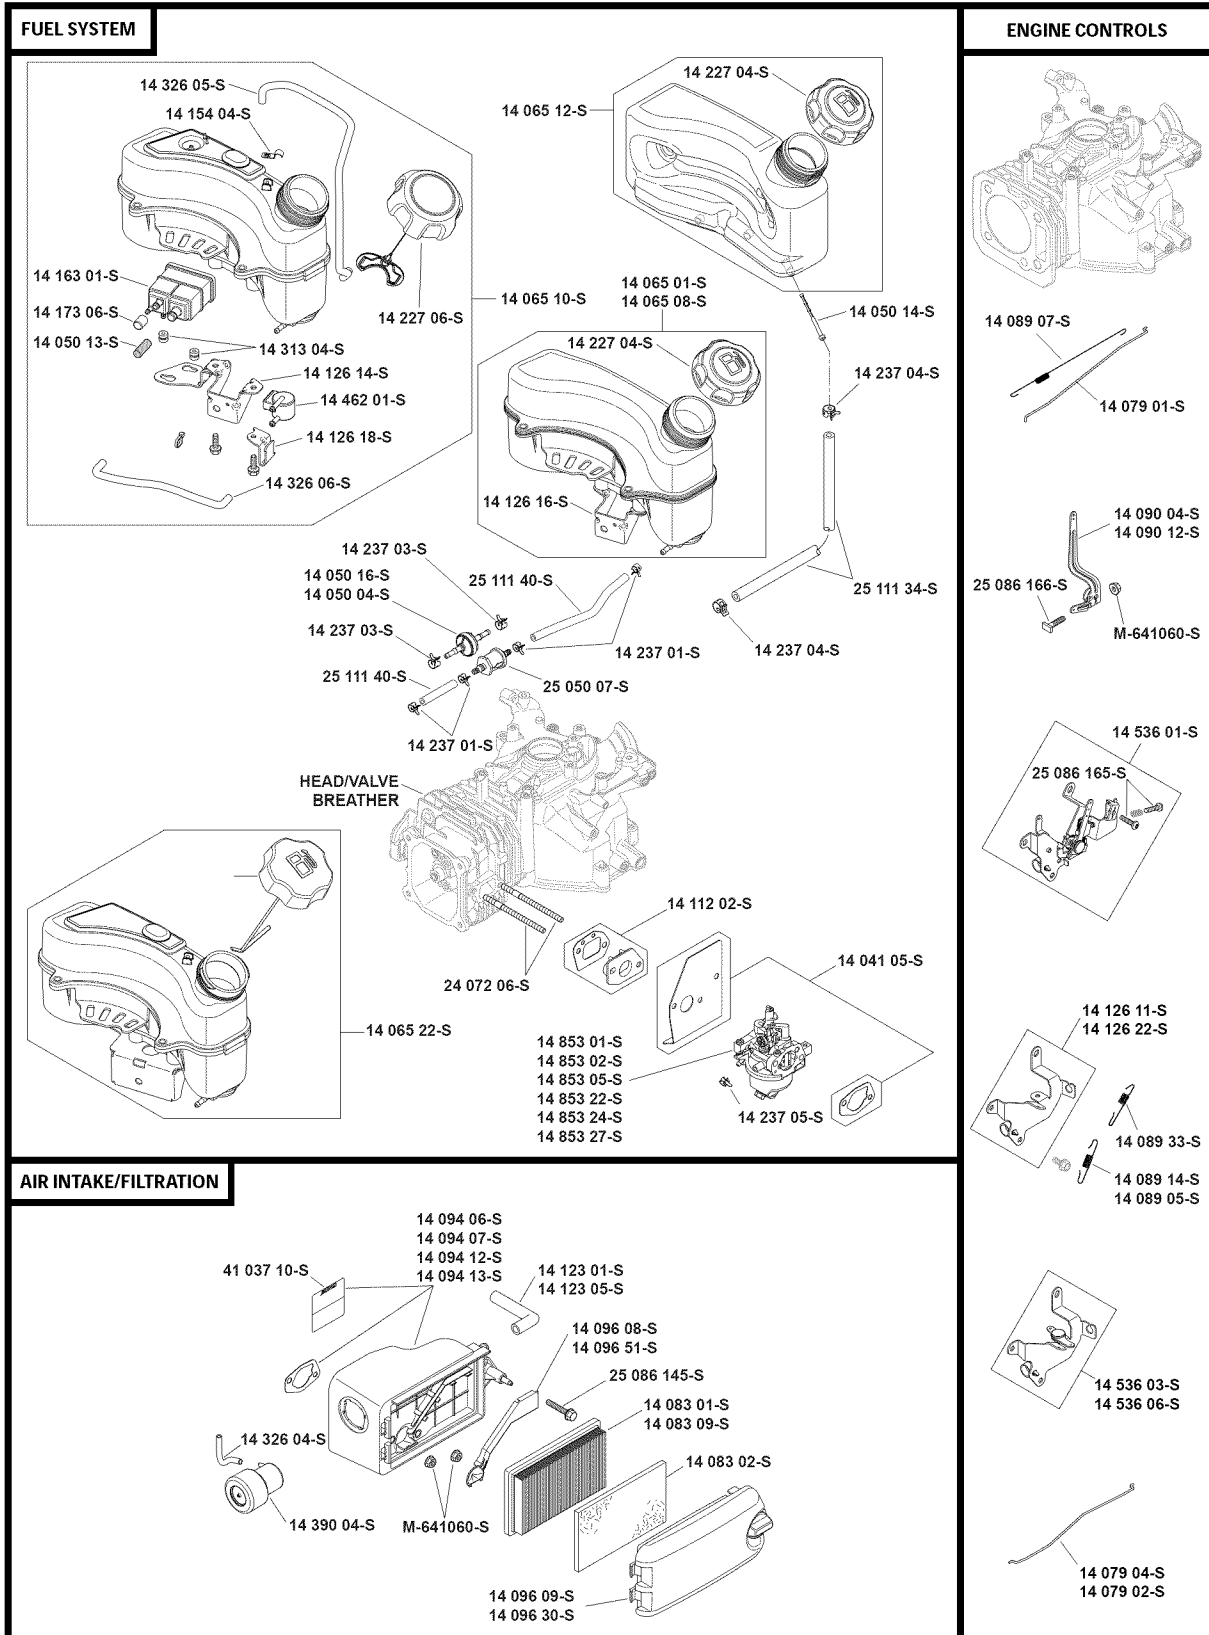 FUEL SYSTEM
14 326 05-S
14 154 04-S
14 163 01-S
14 173 06-S
14 050 13-S
14 313 04-S
14 126 14-S
14 462 01-S
14 126 18-S
14 326 06-S
14 227 06-S
14 065 10-S
14 065 12-S
14 227 04-S
14 065 01-S
14 065 08-S
14 227 04-S
14 126 16-S
14 050 14-S
14 237 04-S
25 111 34-S
14 237 04-S
14 237 03-S
14 050 16-S
14 050 04-S
25 111 40-S
14 237 03-S
14 237 01-S
25 111 40-S
25 050 07-S
14 237 01-S
HEAD/VALVE
BREATHER
14 112 02-S
24 072 06-S
14 041 05-S
14 065 22-S
14 853 01-S
14 853 02-S
14 853 05-S
14 853 22-S
14 853 24-S
14 853 27-S
14 237 05-S
AIR INTAKE/FILTRATION
14 094 06-S
14 094 07-S
14 094 12-S
14 094 13-S
41 037 10-S
14 123 01-S
14 123 05-S
14 096 08-S
14 096 51-S
25 086 145-S
14 083 01-S
14 083 09-S
14 326 04-S
14 083 02-S
14 390 04-S
M-641060-S
14 096 09-S
14 096 30-S
ENGINE CONTROLS
14 089 07-S
14 079 01-S
14 090 04-S
14 090 12-S
25 086 166-S
M-641060-S
14 536 01-S
25 086 165-S
14 126 11-S
14 126 22-S
14 089 33-S
14 089 14-S
14 089 05-S
14 536 03-S
14 536 06-S
14 079 04-S
14 079 02-S